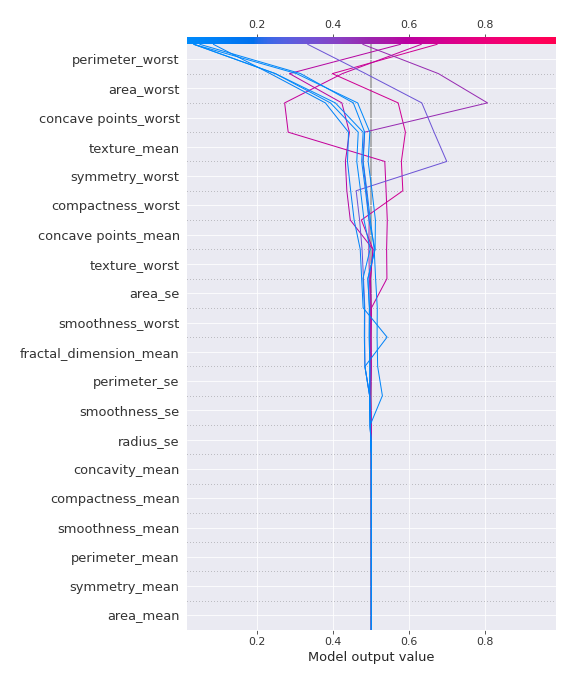 0.2 0.4 0.6 0.8
perimeter_worst
area_worst
concave points_worst
texture_mean
symmetry_worst
compactness_worst
concave points_mean
texture_worst
area_se
smoothness_worst
fractal_dimension_mean
perimeter_se
smoothness_se
radius_se
concavity_mean
compactness_mean
smoothness_mean
perimeter_mean
symmetry_mean
area_mean
0.2 0.4 0.6 0.8
Model output value